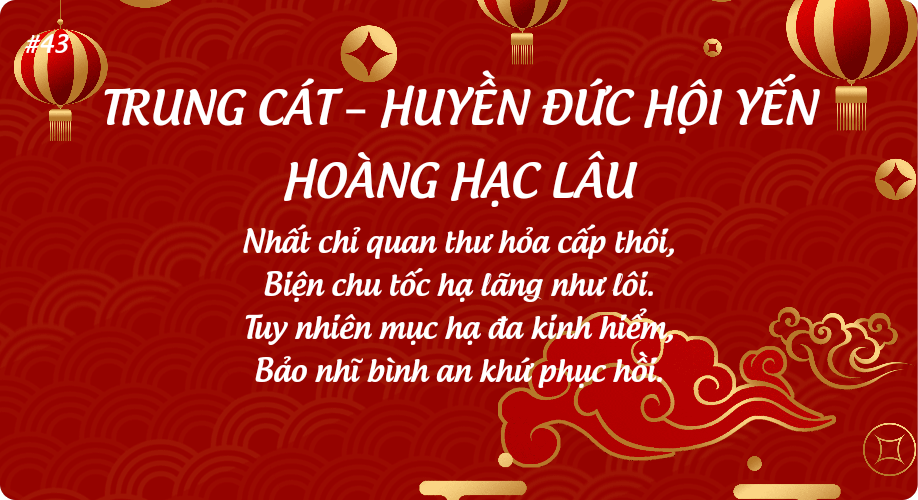 #43
TRUNG CÁT – HUYỀN ĐỨC HỘI YẾN
HOÀNG HẠC LÂU
Nhất chỉ quan thư hỏa cấp thôi,
Biện chu tốc hạ lãng như lôi.
Tuy nhiên mục hạ đa kinh hiểm,
Bảo nhĩ bình an khứ phục hồi.